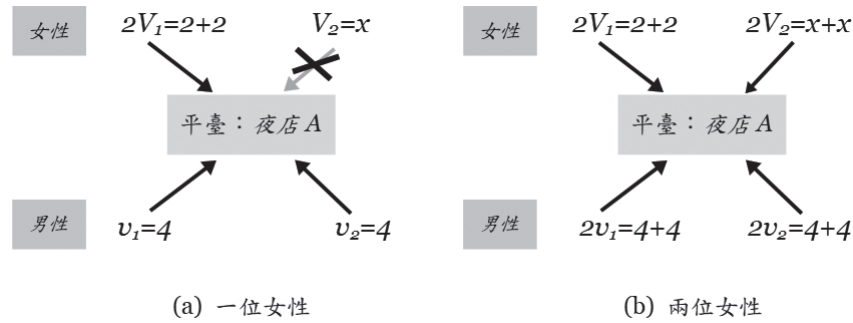 女性 2V₁=2+2 V₂=x
平臺：夜店 A
男性 v₁=4 v₂=4
(a) 一位女性
女性 2V₁=2+2 2V₂=x+x
平臺：夜店 A
男性 2v₁=4+4 2v₂=4+4
(b) 兩位女性